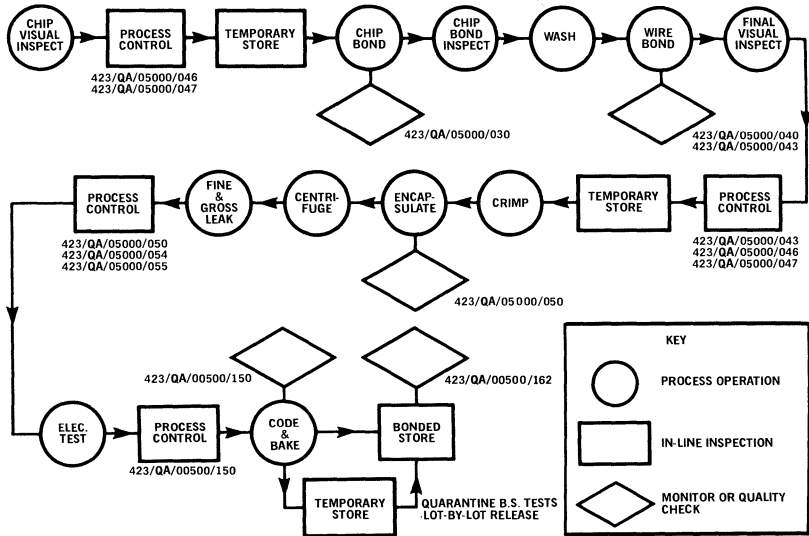 CHIP
VISUAL
INSPECT
PROCESS
CONTROL
423/QA/05000/046
423/QA/05000/047
TEMPORARY
STORE
CHIP
BOND
423/QA/05000/030
CHIP
BOND
INSPECT
WASH
WIRE
BOND
423/QA/05000/040
423/QA/05000/043
FINAL
VISUAL
INSPECT
PROCESS
CONTROL
423/QA/05000/043
423/QA/05000/046
423/QA/05000/047
TEMPORARY
STORE
CRIMP
ENCAP-
SULATE
423/QA/05000/050
CENTRI-
FUGE
FINE
&
GROSS
LEAK
PROCESS
CONTROL
423/QA/05000/050
423/QA/05000/054
423/QA/05000/055
ELEC.
TEST
PROCESS
CONTROL
423/QA/00500/150
423/QA/00500/150
CODE
&
BAKE
423/QA/00500/162
BONDED
STORE
TEMPORARY
STORE
QUARANTINE B.S. TESTS
LOT-BY-LOT RELEASE
KEY
PROCESS OPERATION
IN-LINE INSPECTION
MONITOR OR QUALITY
CHECK